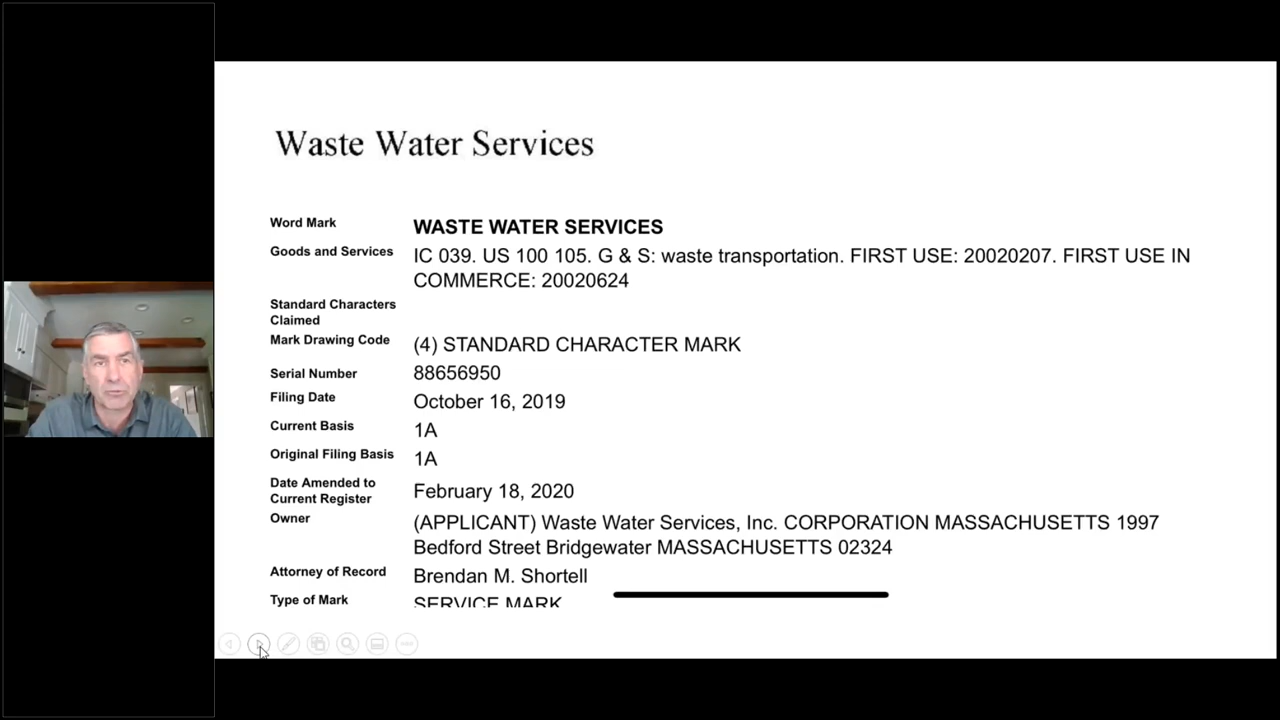 Waste Water Services
Word Mark
WASTE WATER SERVICES
Goods and Services
IC 039. US 100 105. G & S: waste transportation. FIRST USE: 20020207. FIRST USE IN
COMMERCE: 20020624
Standard Characters
Claimed
Mark Drawing Code
(4) STANDARD CHARACTER MARK
Serial Number
88656950
Filing Date
October 16, 2019
Current Basis
1A
Original Filing Basis
1A
Date Amended to
Current Register
February 18, 2020
Owner
(APPLICANT) Waste Water Services, Inc. CORPORATION MASSACHUSETTS 1997
Bedford Street Bridgewater MASSACHUSETTS 02324
Attorney of Record
Brendan M. Shortell
Type of Mark
SERVICE MARK